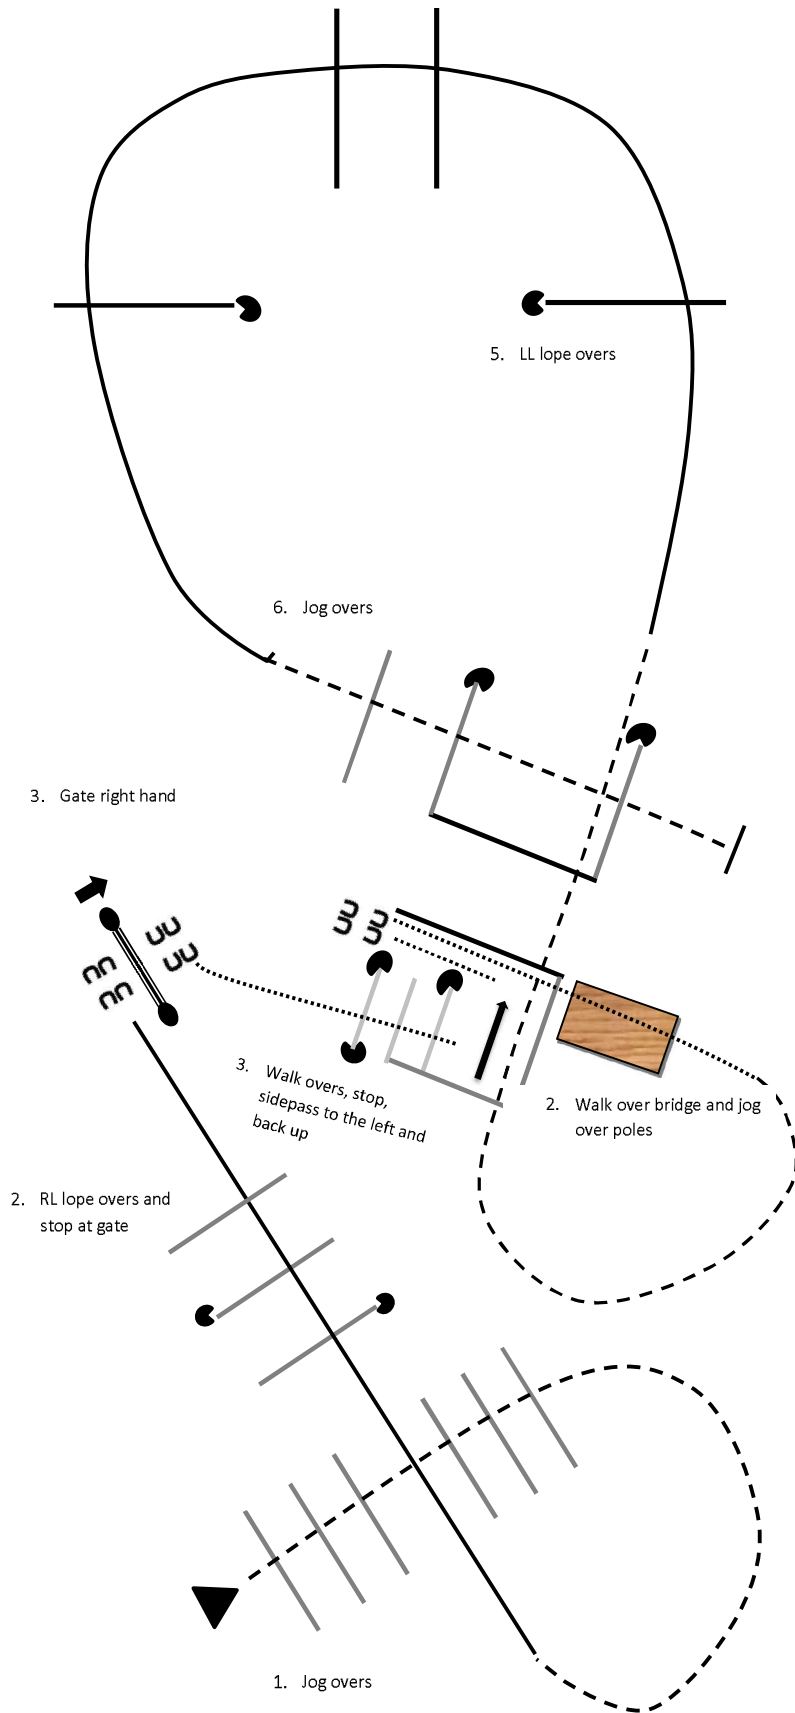 5. LL lope overs
6. Jog overs
3. Gate right hand
3. Walk overs, stop,
sidepass to the left and
back up
2. Walk over bridge and jog
over poles
2. RL lope overs and
stop at gate
1. Jog overs